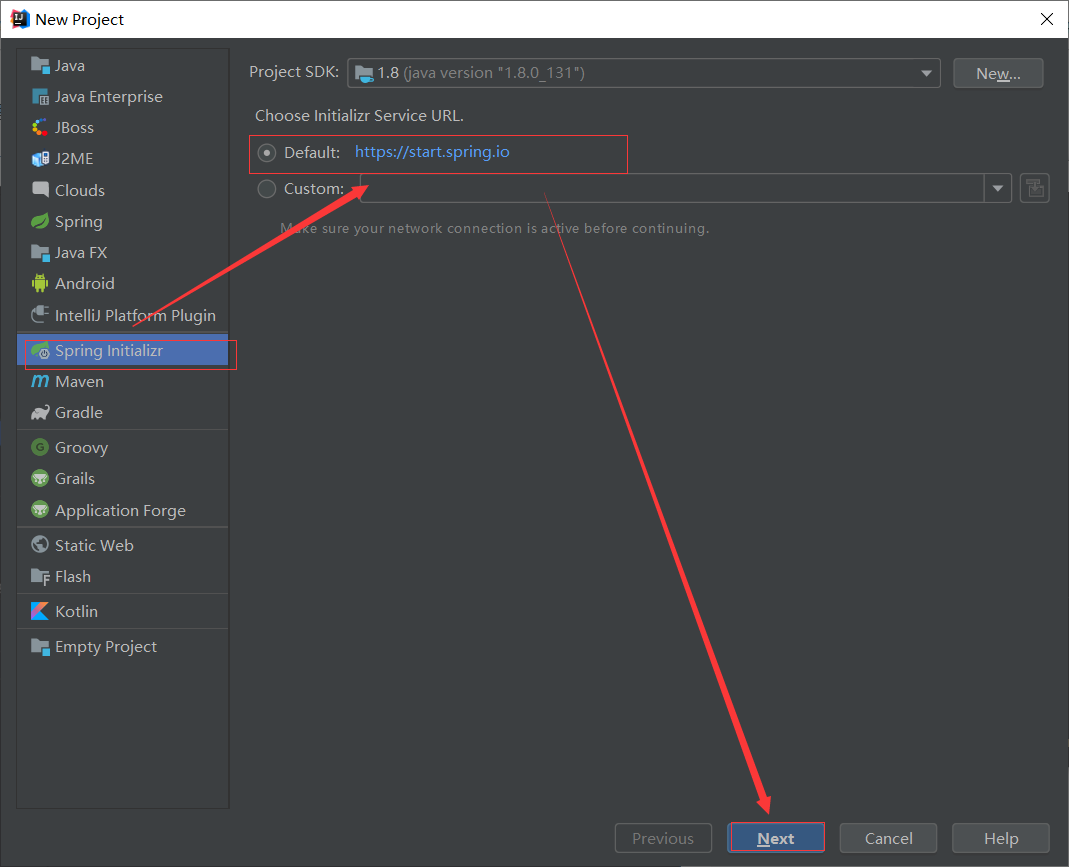 New Project
Java
Java Enterprise
JBoss
J2ME
Clouds
Spring
Java FX
Android
IntelliJ Platform Plugin
Spring Initializr
Maven
Gradle
Groovy
Grails
Application Forge
Static Web
Flash
Kotlin
Empty Project
Project SDK: 1.8 (java version "1.8.0_131") New...
Choose Initializr Service URL.
Default: https://start.spring.io
Custom:
Make sure your network connection is active before continuing.
Previous Next Cancel Help